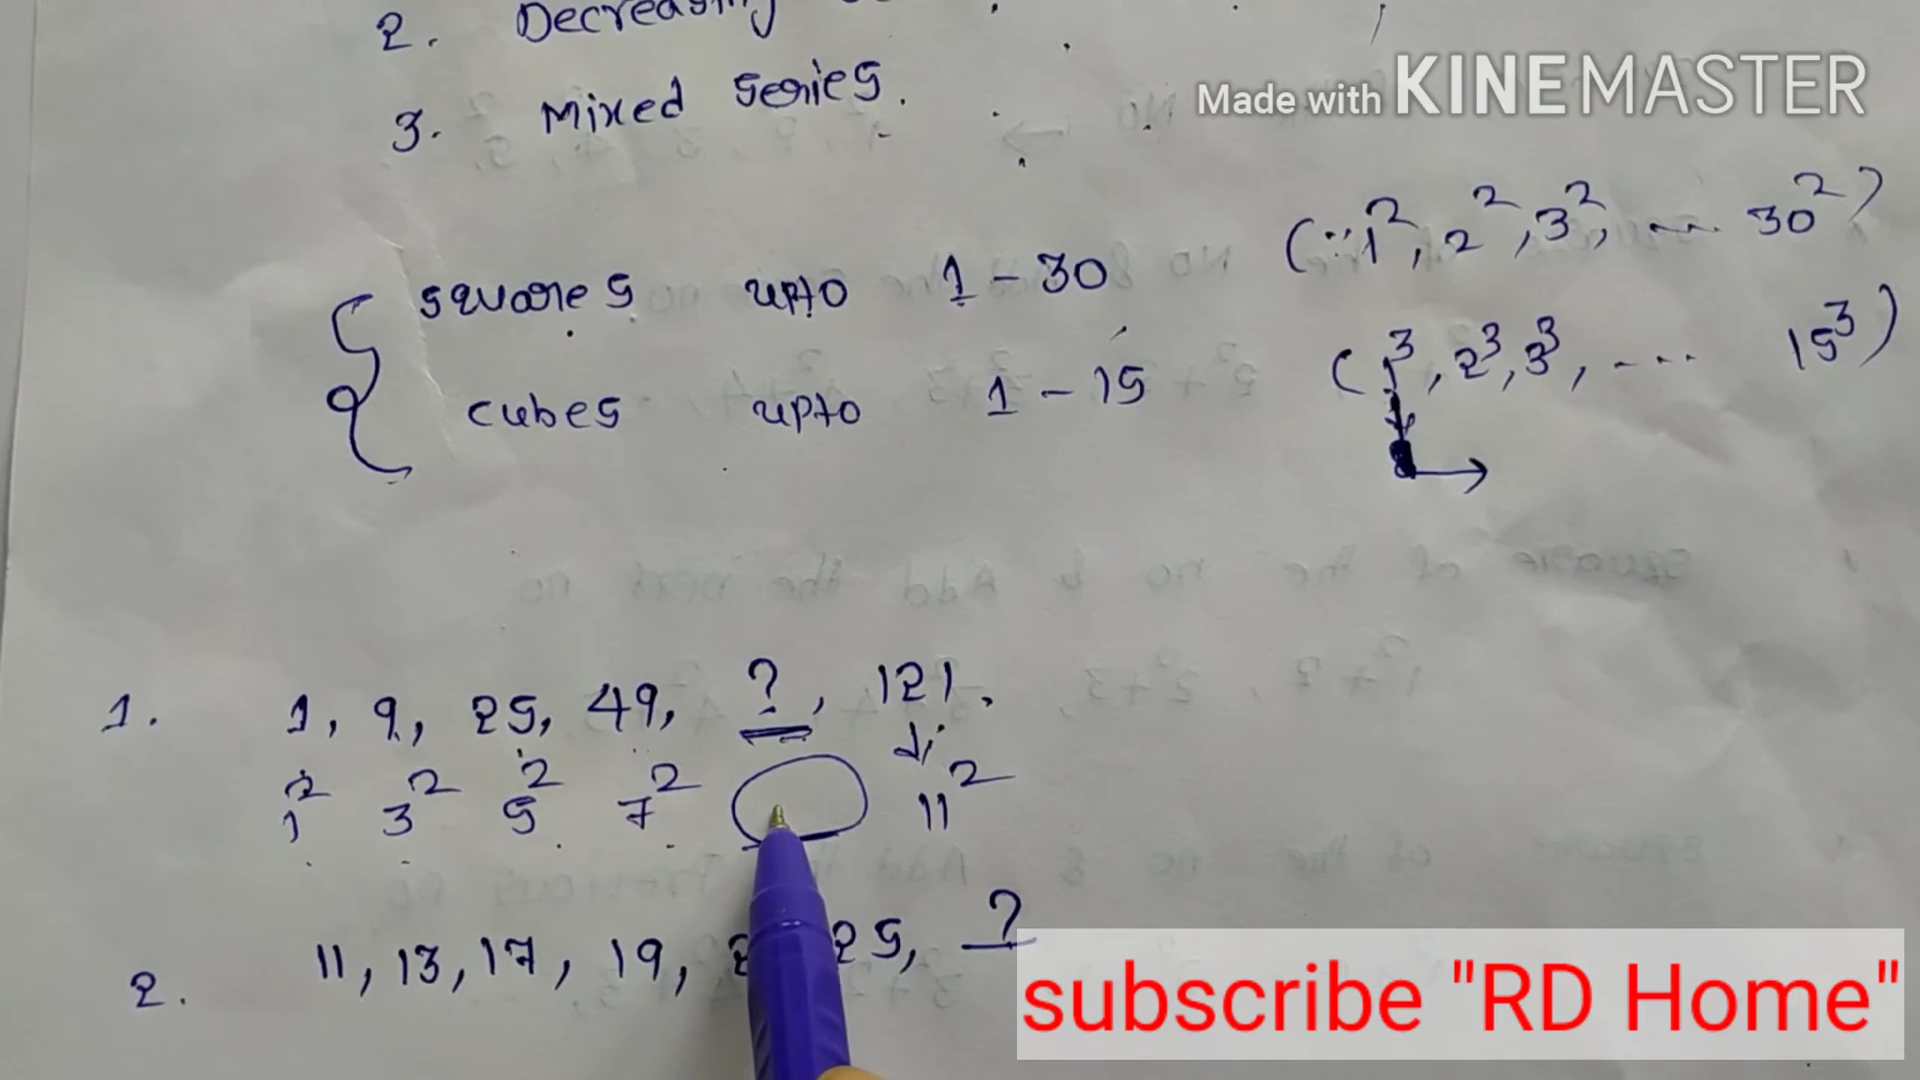 2. Decreasing
3. Mixed series.
Made with KINEMASTER
squares upto 1 - 30 (∵ 1², 2², 3², ---- 30²)
cubes upto 1 - 15 (1³, 2³, 3³, --- 15³)
1. 1, 9, 25, 49, ?, 121.
1² 3² 5² 7² 11²
2. 11, 13, 17, 19, 25, ?
subscribe "RD Home"